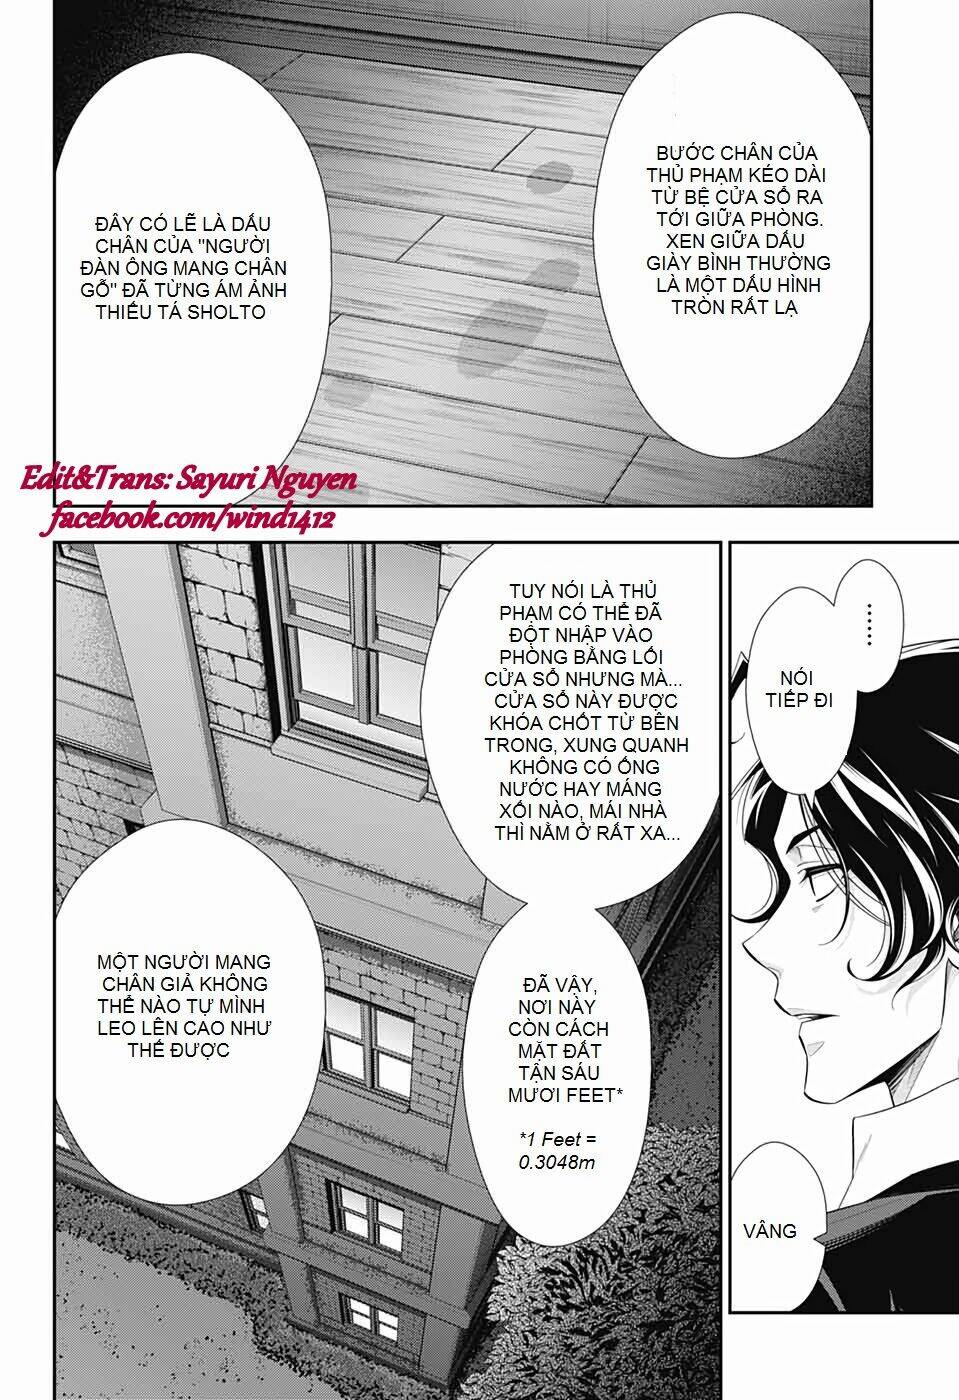 BƯỚC CHÂN CỦA
THỦ PHẠM KÉO DÀI
TỪ BỆ CỬA SỔ RA
TỚI GIỮA PHÒNG.
XEN GIỮA DẤU
GIÀY BÌNH THƯỜNG
LÀ MỘT DẤU HÌNH
TRÒN RẤT LẠ
ĐÂY CÓ LẼ LÀ DẤU
CHÂN CỦA "NGƯỜI
ĐÀN ÔNG MANG CHÂN
GỖ" ĐÃ TỪNG ÁM ẢNH
THIẾU TÁ SHOLTO
Edit&Trans: Sayuri Nguyen
facebook.com/wind1412
......
NÓI
TIẾP ĐI
VÂNG
TUY NÓI LÀ THỦ
PHẠM CÓ THỂ ĐÃ
ĐỘT NHẬP VÀO
PHÒNG BẰNG LỐI
CỬA SỔ NHƯNG MÀ...
CỬA SỔ NÀY ĐƯỢC
KHÓA CHỐT TỪ BÊN
TRONG, XUNG QUANH
KHÔNG CÓ ỐNG
NƯỚC HAY MÁNG
XỐI NÀO, MÁI NHÀ
THÌ NẰM Ở RẤT XA...
ĐÃ VẬY,
NƠI NÀY
CÒN CÁCH
MẶT ĐẤT
TẬN SÁU
MƯƠI FEET*
*1 Feet =
0.3048m
MỘT NGƯỜI MANG
CHÂN GIẢ KHÔNG
THỂ NÀO TỰ MÌNH
LEO LÊN CAO NHƯ
THẾ ĐƯỢC